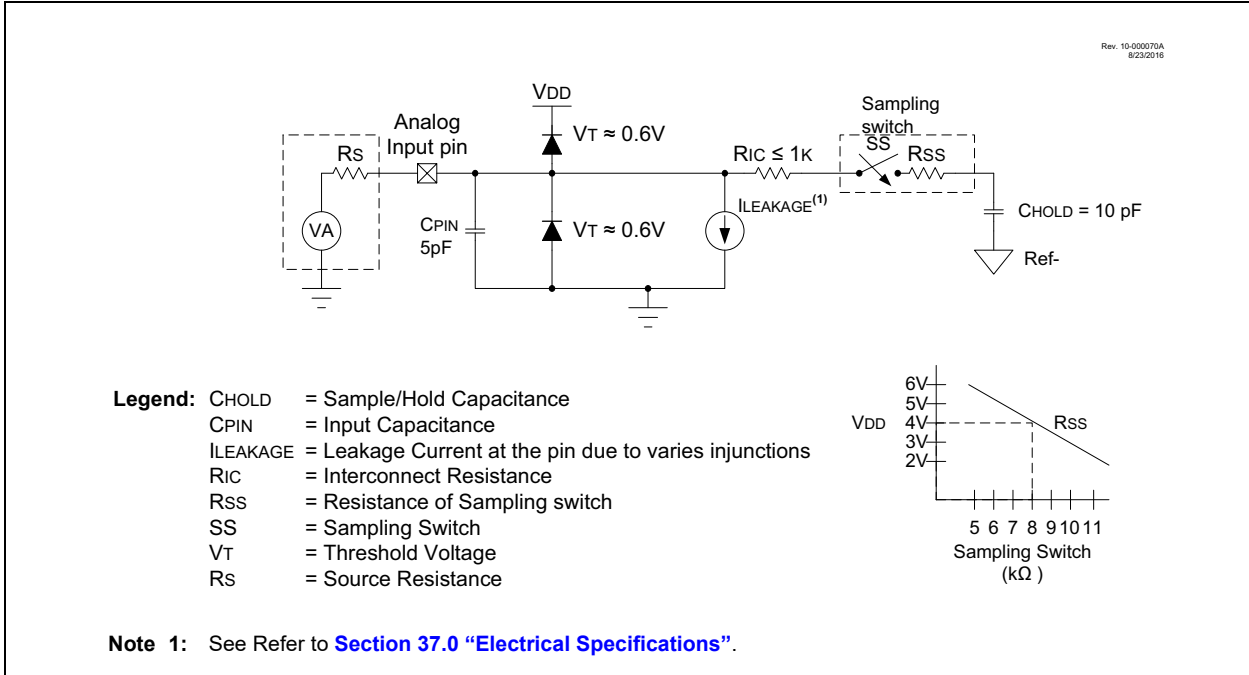 Rev. 10-000070A
8/23/2016
VDD
Sampling
switch
Analog
Input pin
VT ≈ 0.6V
SS
RS
RIC ≤ 1K
RSS
ILEAKAGE(1)
CHOLD = 10 pF
VA
CPIN
5pF
VT ≈ 0.6V
Ref-
Legend: CHOLD = Sample/Hold Capacitance
CPIN = Input Capacitance
ILEAKAGE = Leakage Current at the pin due to varies injunctions
RIC = Interconnect Resistance
RSS = Resistance of Sampling switch
SS = Sampling Switch
VT = Threshold Voltage
RS = Source Resistance
6V
5V
VDD 4V RSS
3V
2V
5 6 7 8 9 10 11
Sampling Switch
(kΩ )
Note 1: See Refer to Section 37.0 “Electrical Specifications”.